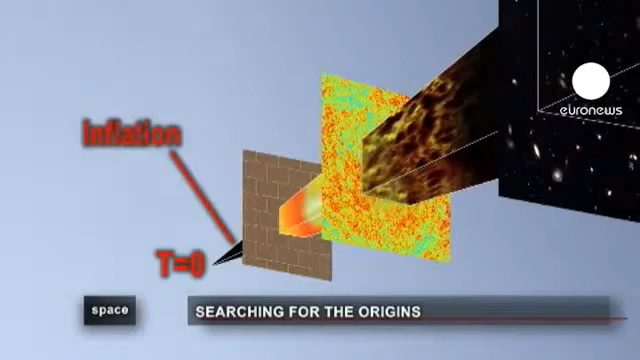 euronews
Inflation
T=0
space
SEARCHING FOR THE ORIGINS